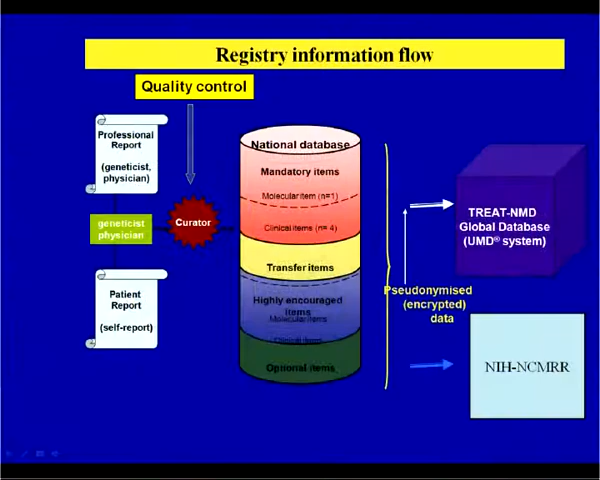 Registry information flow
Quality control
Professional
Report
(geneticist,
physician)
geneticist
physician
Patient
Report
(self-report)
Curator
National database
Mandatory items
Molecular item (n=1)
Clinical items (n= 4)
Transfer items
Highly encouraged
items
Molecular items
Clinical items
Optional items
Pseudonymised
(encrypted)
data
TREAT-NMD
Global Database
(UMD® system)
NIH-NCMRR